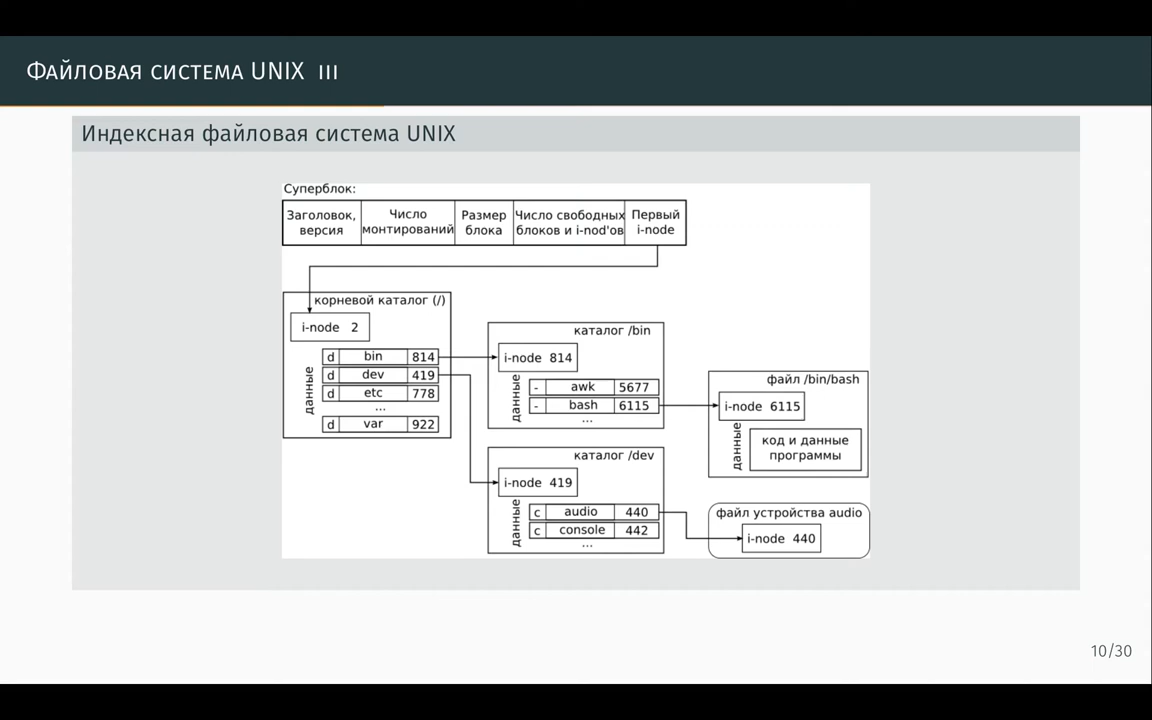 Файловая система UNIX III
Индексная файловая система UNIX
Суперблок:
Заголовок, версия
Число монтирований
Размер блока
Число свободных блоков и i-nod'ов
Первый i-node
корневой каталог (/)
i-node 2
данные
d bin 814
d dev 419
d etc 778
...
d var 922
каталог /bin
i-node 814
данные
- awk 5677
- bash 6115
...
файл /bin/bash
i-node 6115
данные
код и данные
программы
каталог /dev
i-node 419
данные
c audio 440
c console 442
...
файл устройства audio
i-node 440
10/30